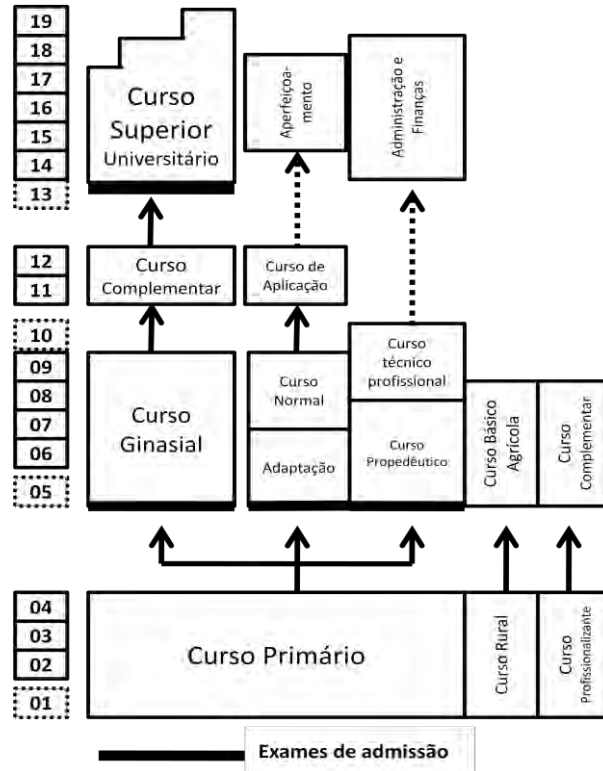 19
18
17
16
15
14
13
Curso
Superior
Universitário
Aperfeiçoa-
mento
Administração e
Finanças
12
11
Curso
Complementar
Curso de
Aplicação
10
09
08
07
06
05
Curso
Ginasial
Curso
Normal
Adaptação
Curso
técnico
profissional
Curso
Propedêutico
Curso Básico
Agrícola
Curso
Complementar
04
03
02
01
Curso Primário
Curso Rural
Curso
Profissionalizante
Exames de admissão